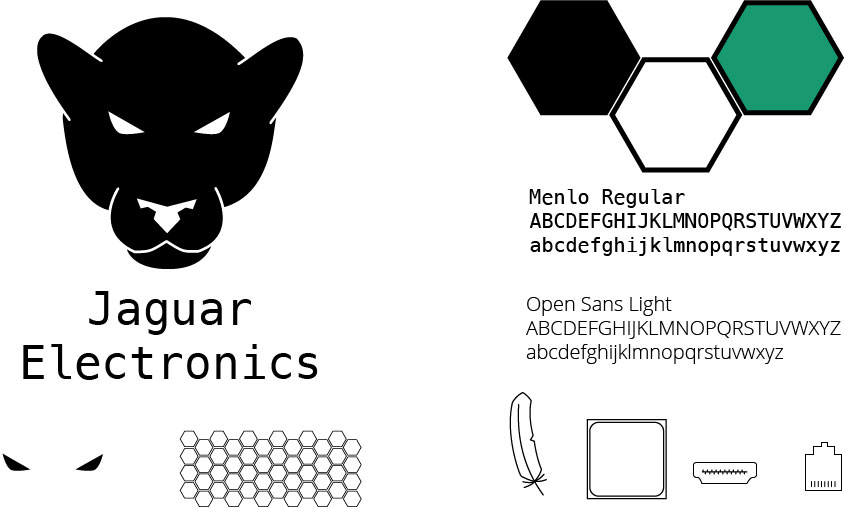 Jaguar
Electronics
Menlo Regular
ABCDEFGHIJKLMNOPQRSTUVWXYZ
abcdefghijklmnopqrstuvwxyz
Open Sans Light
ABCDEFGHIJKLMNOPQRSTUVWXYZ
abcdefghijklmnopqrstuvwxyz